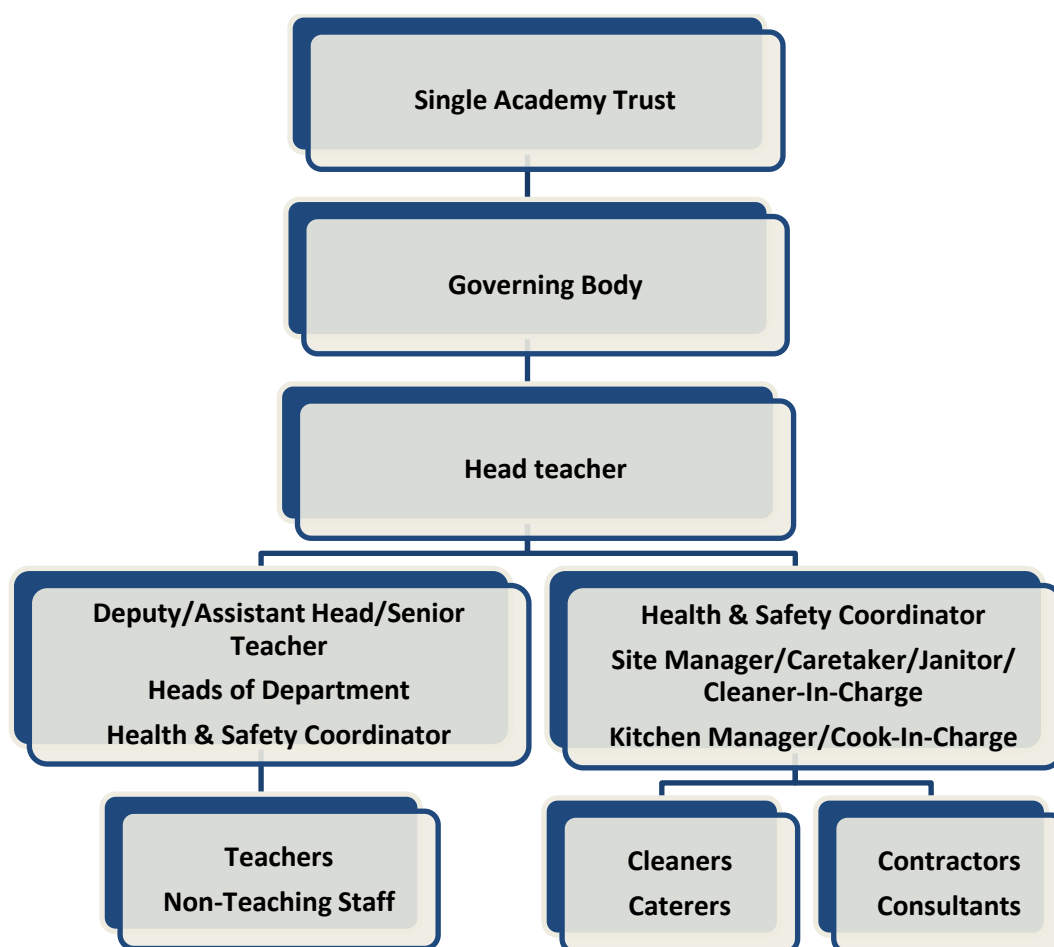 Single Academy Trust
Governing Body
Head teacher
Deputy/Assistant Head/Senior
Teacher
Heads of Department
Health & Safety Coordinator
Health & Safety Coordinator
Site Manager/Caretaker/Janitor/
Cleaner-In-Charge
Kitchen Manager/Cook-In-Charge
Teachers
Non-Teaching Staff
Cleaners
Caterers
Contractors
Consultants